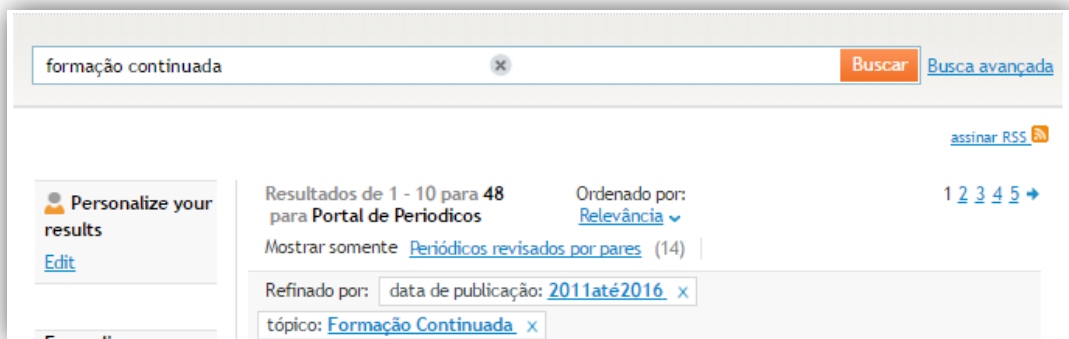 formação continuada
Buscar
Busca avançada
assinar RSS
Personalize your
results
Edit
Resultados de 1 - 10 para 48
para Portal de Periodicos
Ordenado por:
Relevância
1 2 3 4 5
Mostrar somente Periódicos revisados por pares (14)
Refinado por: data de publicação: 2011até2016 x
tópico: Formação Continuada x